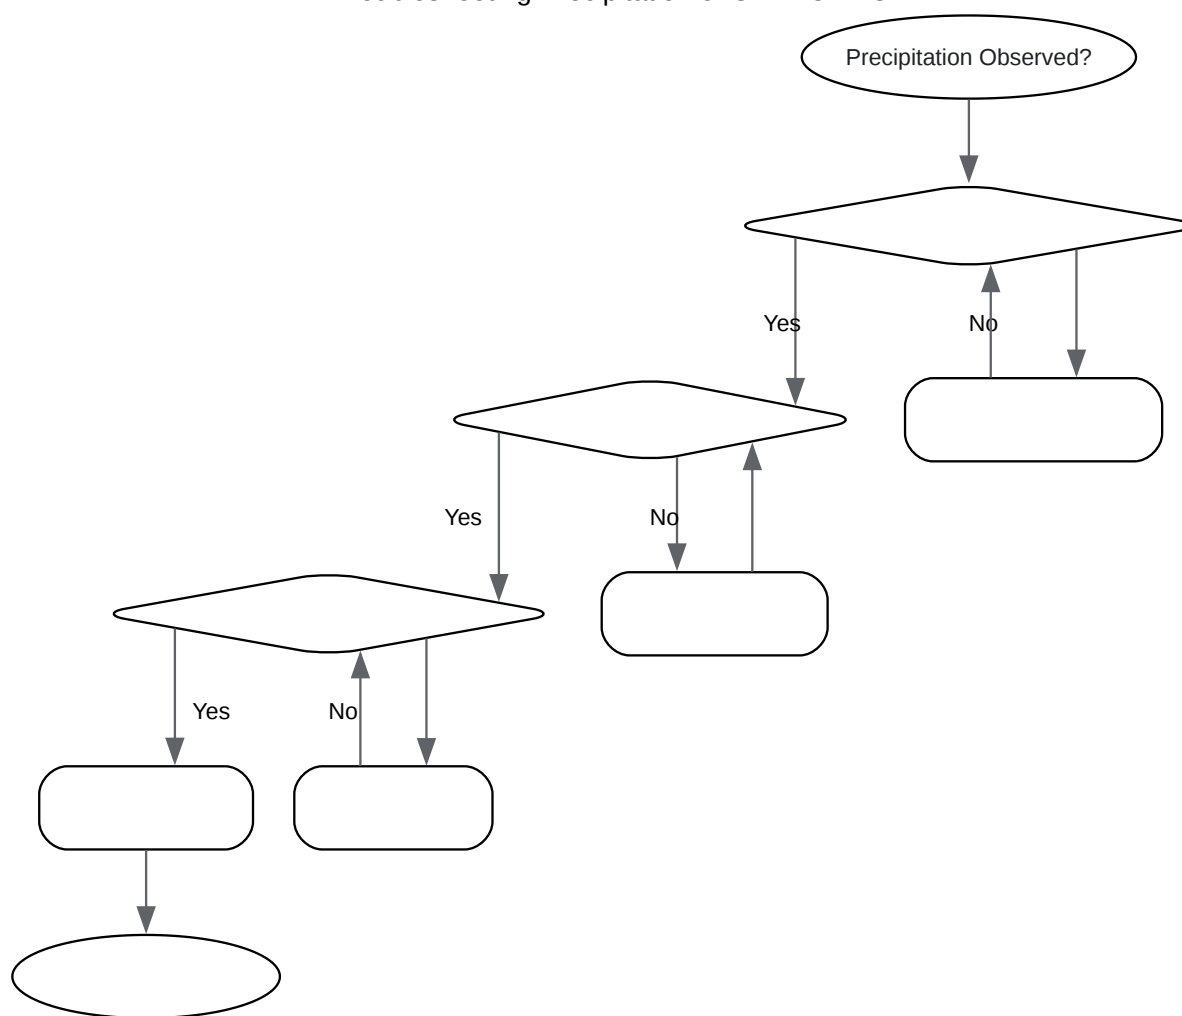 Precipitation Observed?
Yes
No
Yes
No
Yes
No